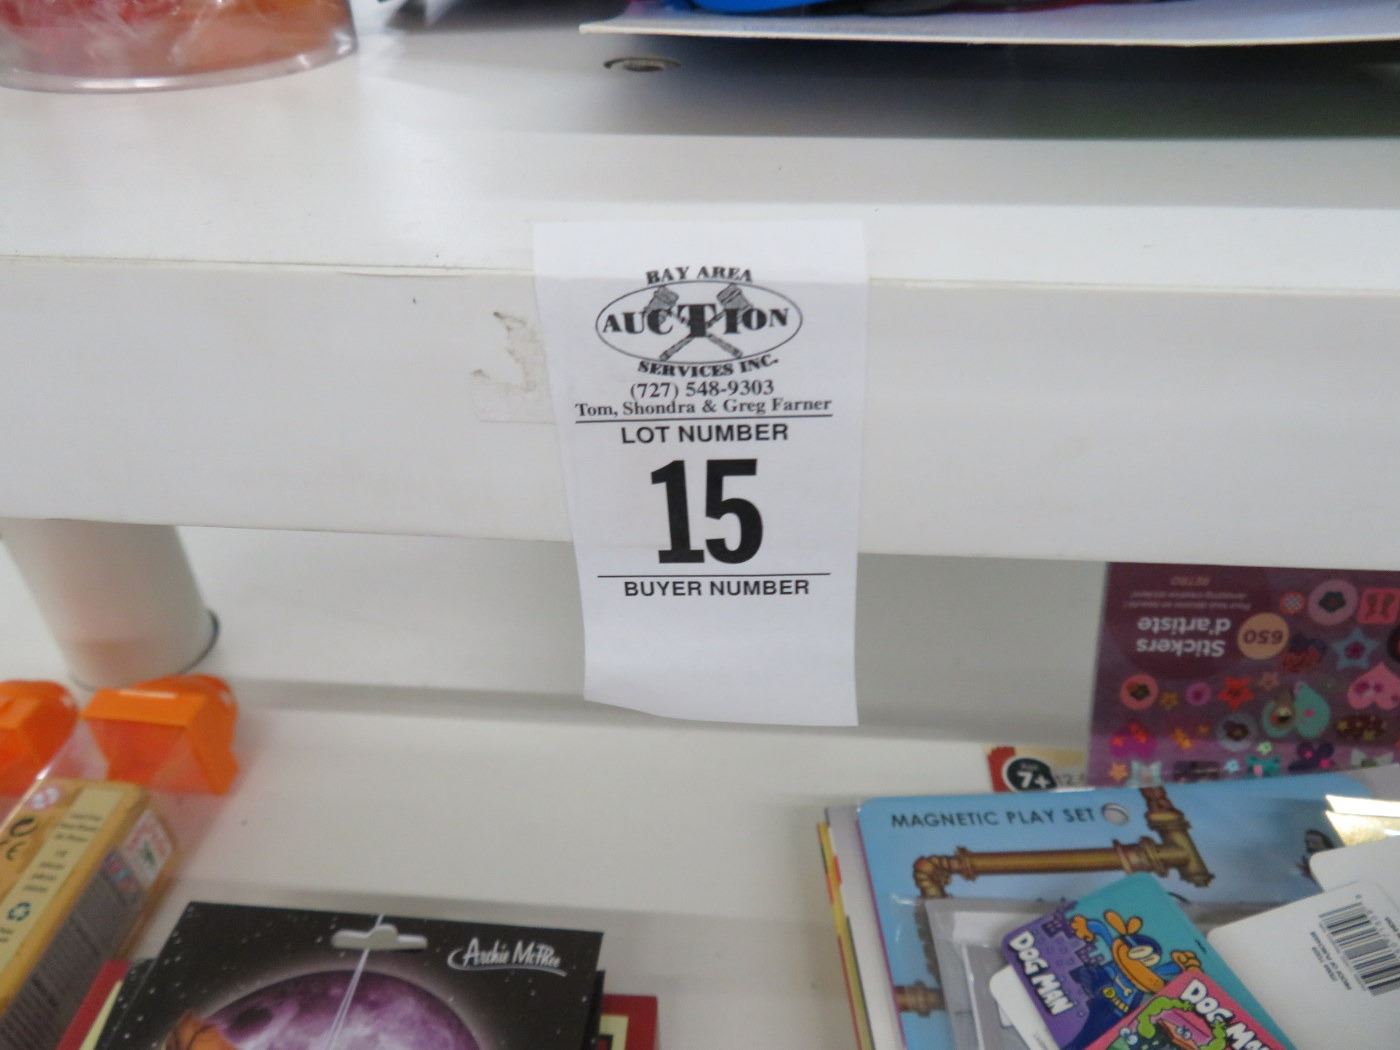 BAY AREA
AUCTION
SERVICES INC.
(727) 548-9303
Tom, Shondra & Greg Farner
LOT NUMBER
15
BUYER NUMBER
RETRO
Stickers
d'artiste
650
7+
MAGNETIC PLAY SET
Archie McPhee
DOG MAN
DOG MAN